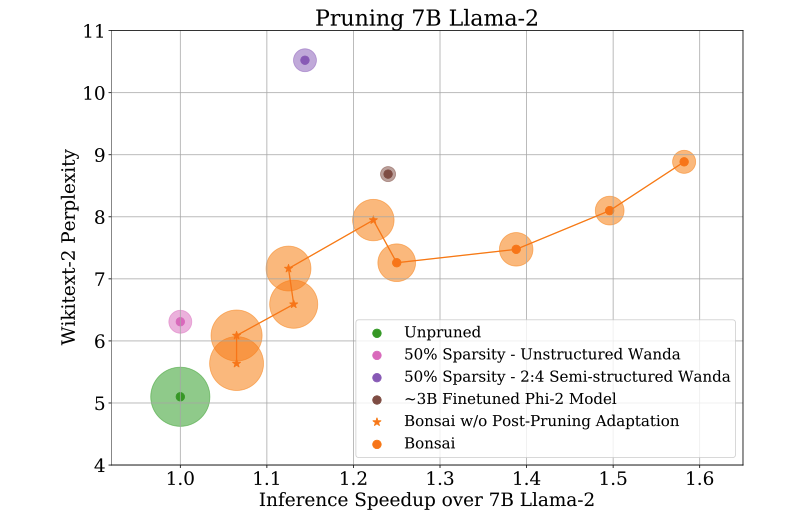 Pruning 7B Llama-2
Wikitext-2 Perplexity
11
10
9
8
7
6
5
4
Unpruned
50% Sparsity - Unstructured Wanda
50% Sparsity - 2:4 Semi-structured Wanda
~3B Finetuned Phi-2 Model
Bonsai w/o Post-Pruning Adaptation
Bonsai
1.0 1.1 1.2 1.3 1.4 1.5 1.6
Inference Speedup over 7B Llama-2